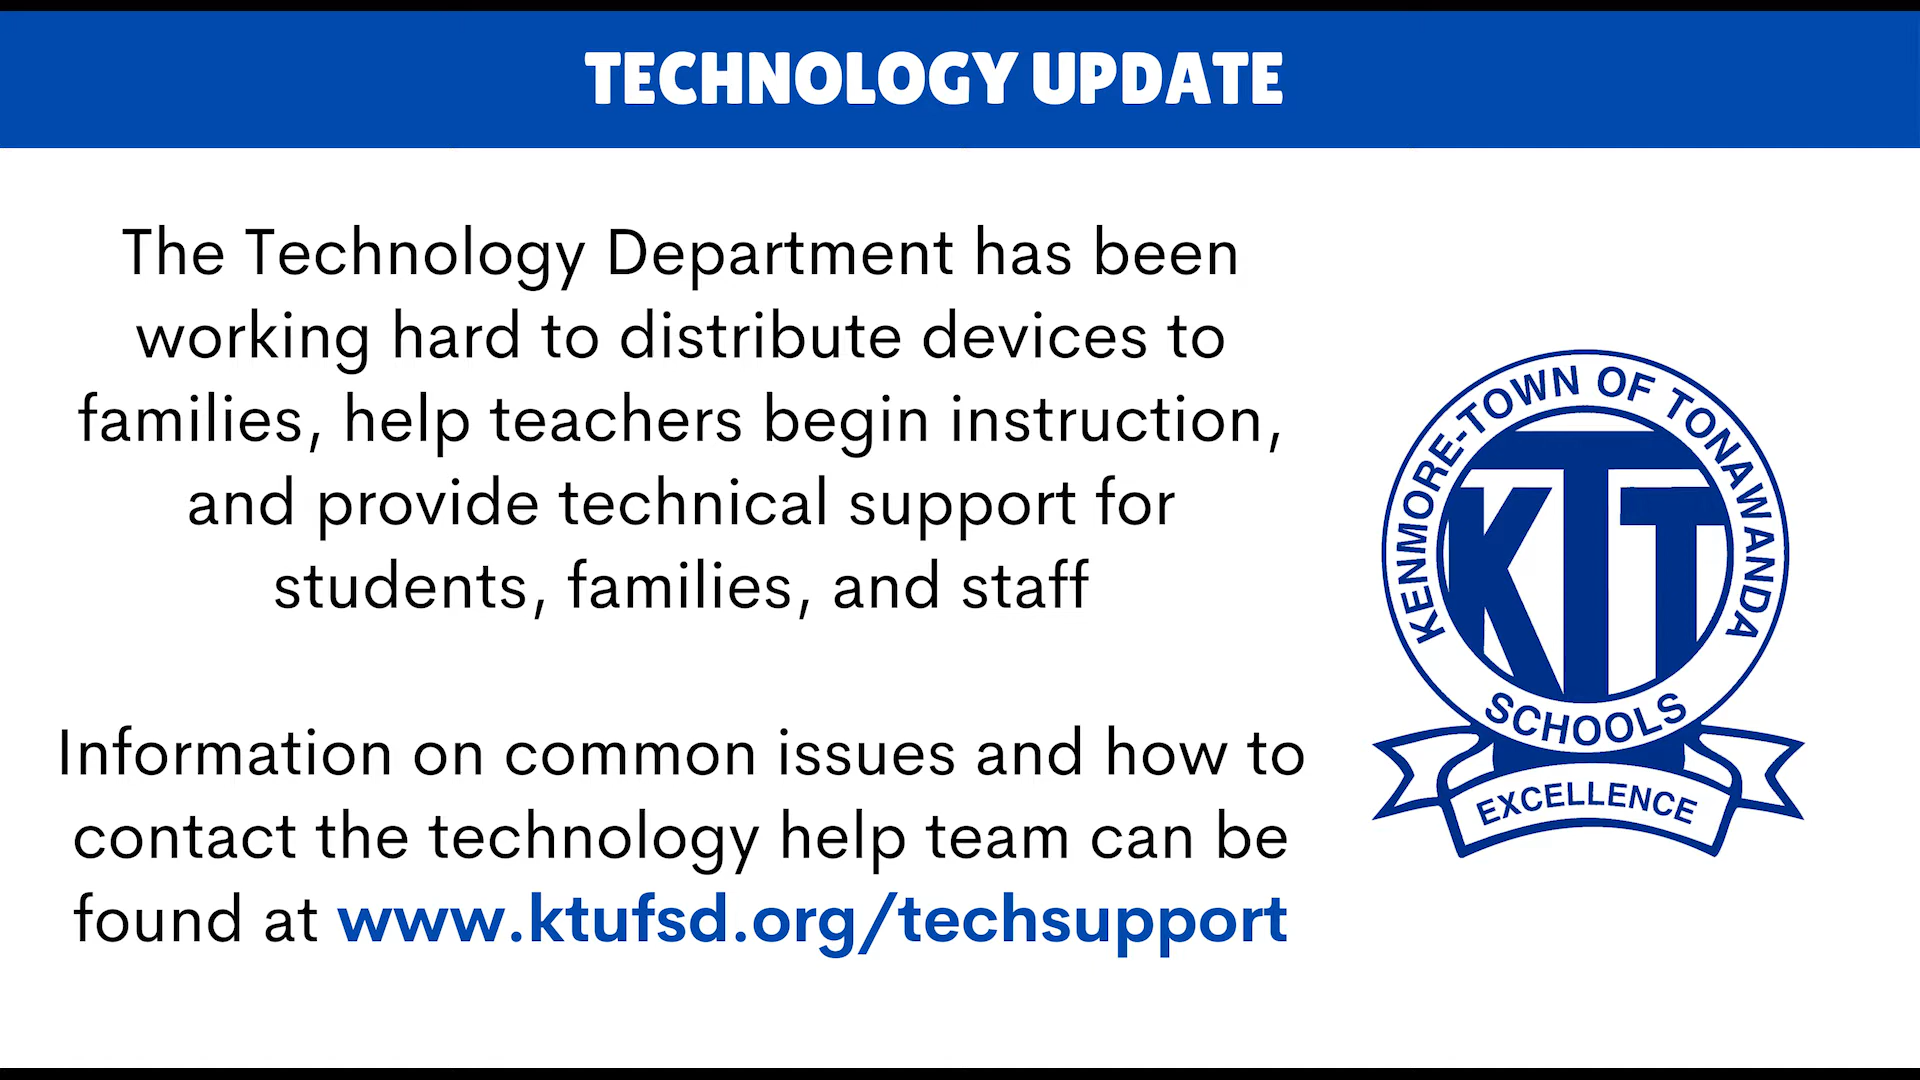 TECHNOLOGY UPDATE
The Technology Department has been
working hard to distribute devices to
families, help teachers begin instruction,
and provide technical support for
students, families, and staff
Information on common issues and how to
contact the technology help team can be
found at www.ktufsd.org/techsupport
KENMORE-TOWN OF TONAWANDA
KTT
SCHOOLS
EXCELLENCE